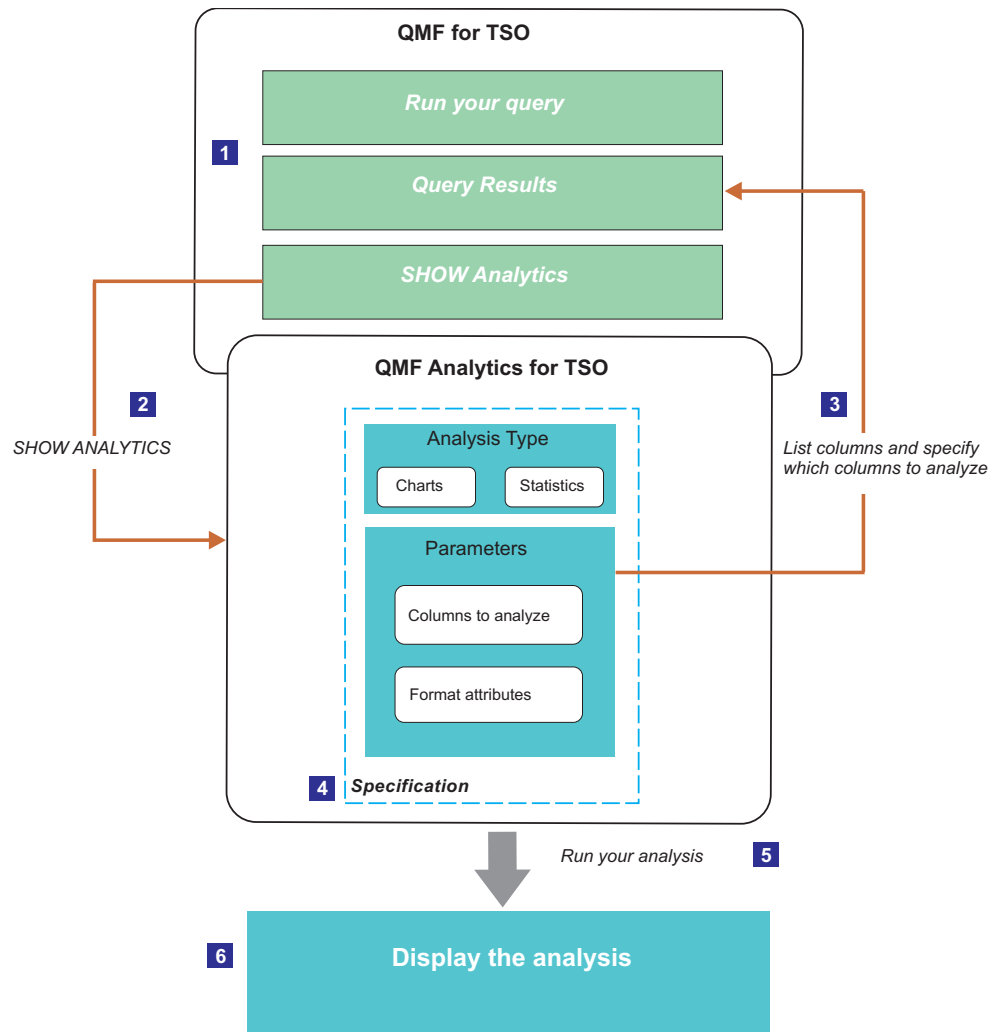 QMF for TSO
Run your query
1
Query Results
SHOW Analytics
QMF Analytics for TSO
2
SHOW ANALYTICS
3
List columns and specify
which columns to analyze
Analysis Type
Charts
Statistics
Parameters
Columns to analyze
Format attributes
4
Specification
Run your analysis
5
6
Display the analysis